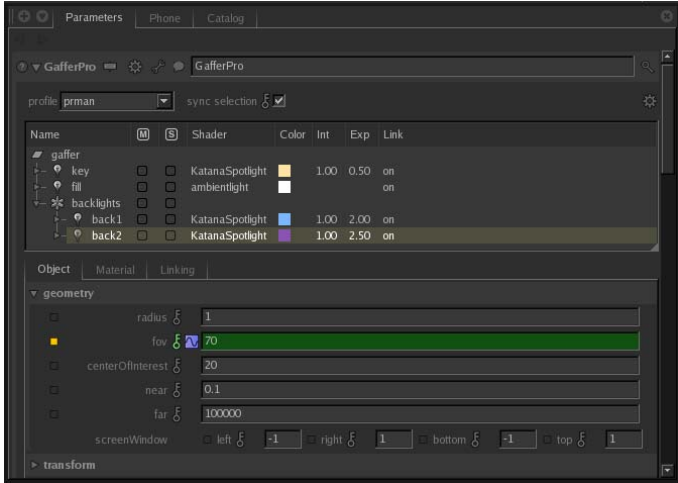 Parameters Phone Catalog
GafferPro GafferPro
profile prman sync selection
Name M S Shader Color Int Exp Link
gaffer
key KatanaSpotlight 1.00 0.50 on
fill ambientlight on
backlights
back1 KatanaSpotlight 1.00 2.00 on
back2 KatanaSpotlight 1.00 2.50 on
Object Material Linking
geometry
radius 1
fov 70
centerOfInterest 20
near 0.1
far 100000
screenWindow left -1 right 1 bottom -1 top 1
transform